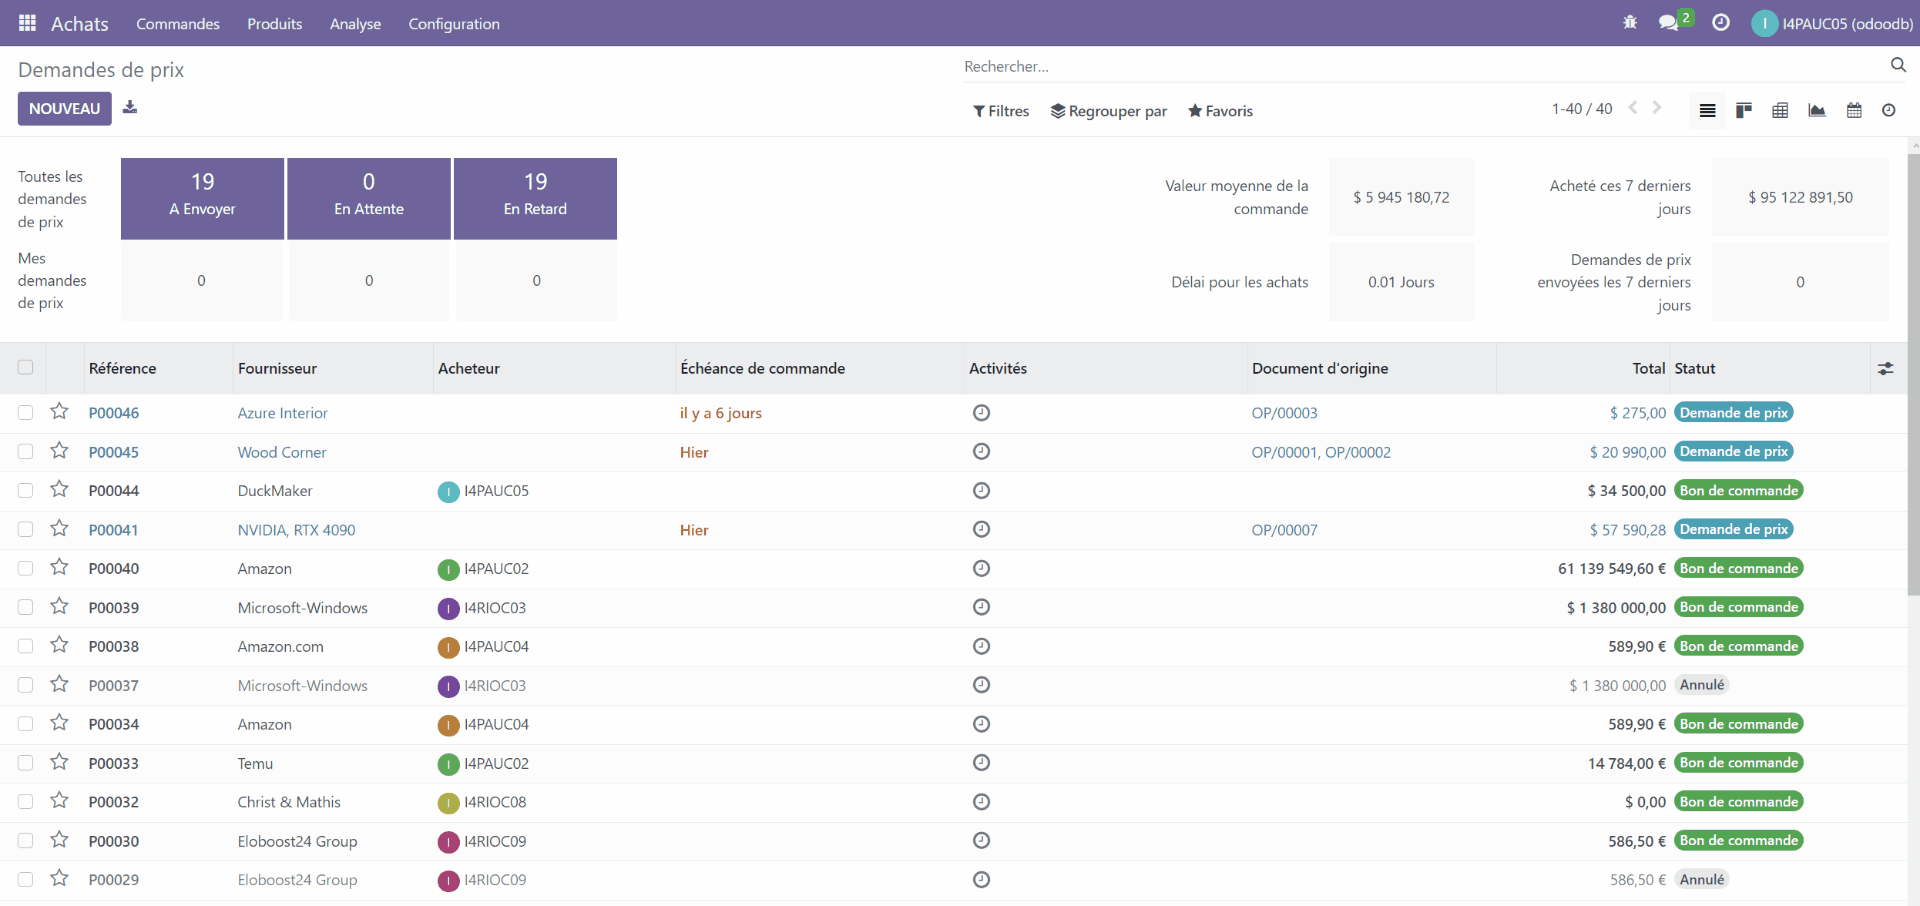 Achats Commandes Produits Analyse Configuration 2 I I4PAUC05 (odoodb)
Demandes de prix
Rechercher...
NOUVEAU
Filtres Regrouper par Favoris 1-40 / 40
Toutes les demandes de prix
19 A Envoyer
0 En Attente
19 En Retard
Mes demandes de prix
0 0 0
Valeur moyenne de la commande
$ 5 945 180,72
Acheté ces 7 derniers jours
$ 95 122 891,50
Délai pour les achats
0.01 Jours
Demandes de prix envoyées les 7 derniers jours
0
Référence Fournisseur Acheteur Échéance de commande Activités Document d'origine Total Statut
P00046 Azure Interior il y a 6 jours OP/00003 $ 275,00 Demande de prix
P00045 Wood Corner Hier OP/00001, OP/00002 $ 20 990,00 Demande de prix
P00044 DuckMaker I I4PAUC05 $ 34 500,00 Bon de commande
P00041 NVIDIA, RTX 4090 Hier OP/00007 $ 57 590,28 Demande de prix
P00040 Amazon I I4PAUC02 61 139 549,60 € Bon de commande
P00039 Microsoft-Windows I I4RIOC03 $ 1 380 000,00 Bon de commande
P00038 Amazon.com I I4PAUC04 589,90 € Bon de commande
P00037 Microsoft-Windows I I4RIOC03 $ 1 380 000,00 Annulé
P00034 Amazon I I4PAUC04 589,90 € Bon de commande
P00033 Temu I I4PAUC02 14 784,00 € Bon de commande
P00032 Christ & Mathis I I4RIOC08 $ 0,00 Bon de commande
P00030 Eloboost24 Group I I4RIOC09 586,50 € Bon de commande
P00029 Eloboost24 Group I I4RIOC09 586,50 € Annulé